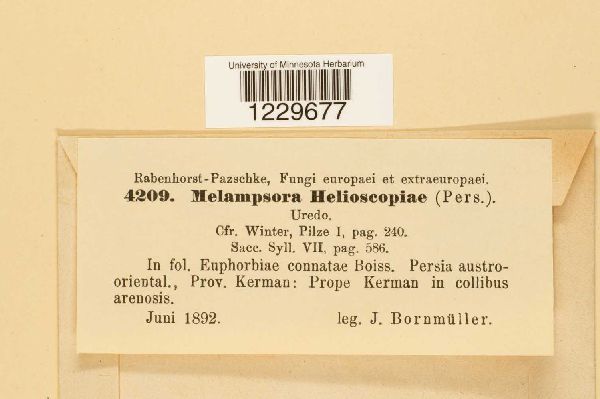 University of Minnesota Herbarium
1229677
Rabenhorst-Pazschke, Fungi europaei et extraeuropaei.
4209. Melampsora Helioscopiae (Pers.).
Uredo.
Cfr. Winter, Pilze I, pag. 240.
Sacc. Syll. VII, pag. 586.
In fol. Euphorbiae connatae Boiss. Persia austro-
oriental., Prov. Kerman: Prope Kerman in collibus
arenosis.
Juni 1892. leg. J. Bornmüller.